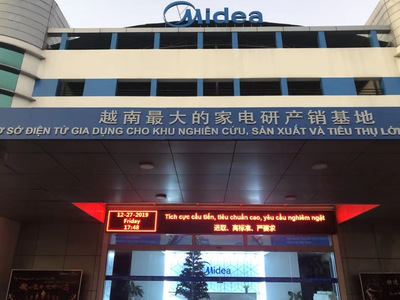 Midea
越南最大的家电研产销基地
SỞ ĐIỆN TỬ GIA DỤNG CHO KHU NGHIÊN CỨU, SẢN XUẤT VÀ TIÊU THỤ LỚN
12-27-2019
Friday
17:48
Tích cực cầu tiến, tiêu chuẩn cao, yêu cầu nghiêm ngặt
进取、高标准、严要求
Midea